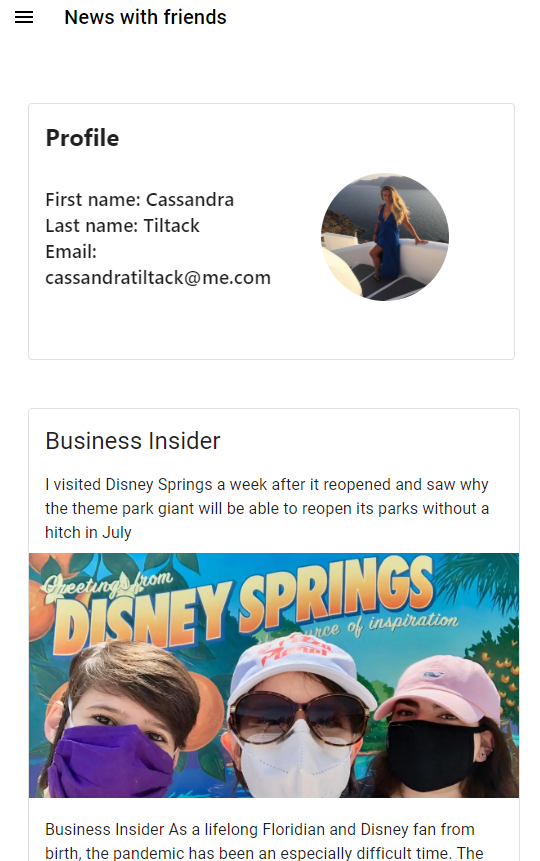 News with friends
Profile
First name: Cassandra
Last name: Tiltack
Email:
cassandratiltack@me.com
Business Insider
I visited Disney Springs a week after it reopened and saw why
the theme park giant will be able to reopen its parks without a
hitch in July
Greetings from
DISNEY SPRINGS
of inspiration
Business Insider As a lifelong Floridian and Disney fan from
birth, the pandemic has been an especially difficult time. The